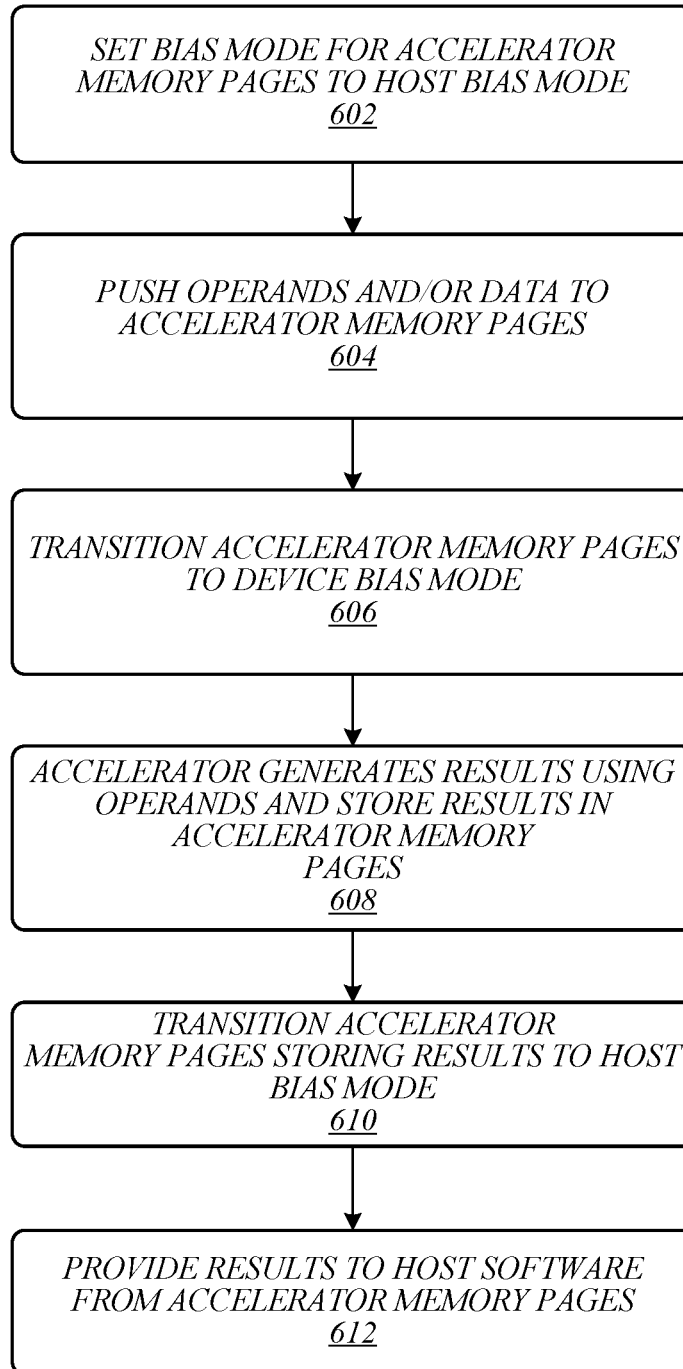 SET BIAS MODE FOR ACCELERATOR
MEMORY PAGES TO HOST BIAS MODE
602
PUSH OPERANDS AND/OR DATA TO
ACCELERATOR MEMORY PAGES
604
TRANSITION ACCELERATOR MEMORY PAGES
TO DEVICE BIAS MODE
606
ACCELERATOR GENERATES RESULTS USING
OPERANDS AND STORE RESULTS IN
ACCELERATOR MEMORY
PAGES
608
TRANSITION ACCELERATOR
MEMORY PAGES STORING RESULTS TO HOST
BIAS MODE
610
PROVIDE RESULTS TO HOST SOFTWARE
FROM ACCELERATOR MEMORY PAGES
612